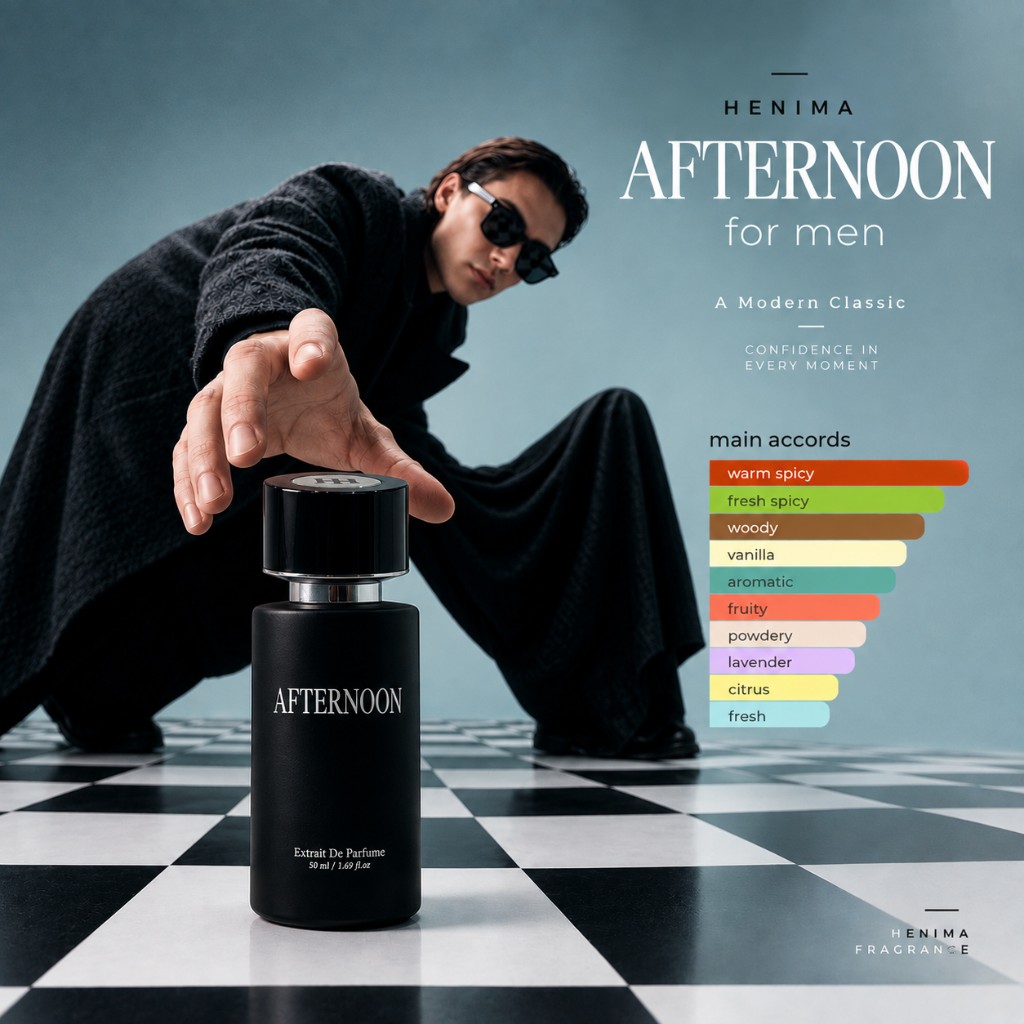 HENIMA
AFTERNOON
for men
A Modern Classic
CONFIDENCE IN
EVERY MOMENT
main accords
warm spicy
fresh spicy
woody
vanilla
aromatic
fruity
powdery
lavender
citrus
fresh
AFTERNOON
Extrait De Parfume
50 ml / 1.69 fl.oz
HENIMA
FRAGRANCE